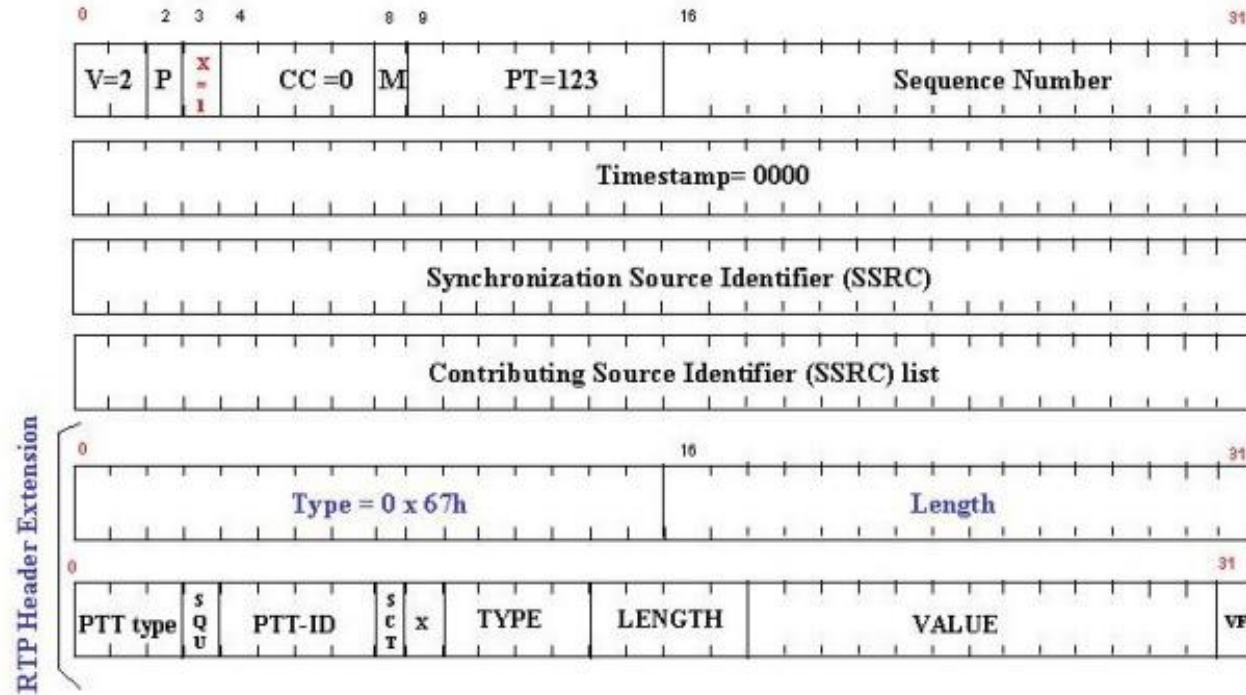 0 2 3 4 8 9 16 31
V=2 P X=1 CC =0 M PT=123 Sequence Number
Timestamp= 0000
Synchronization Source Identifier (SSRC)
Contributing Source Identifier (SSRC) list
RTP Header Extension
0 16 31
Type = 0 x 67h Length
0 31
PTT type SQU PTT-ID SCT x TYPE LENGTH VALUE